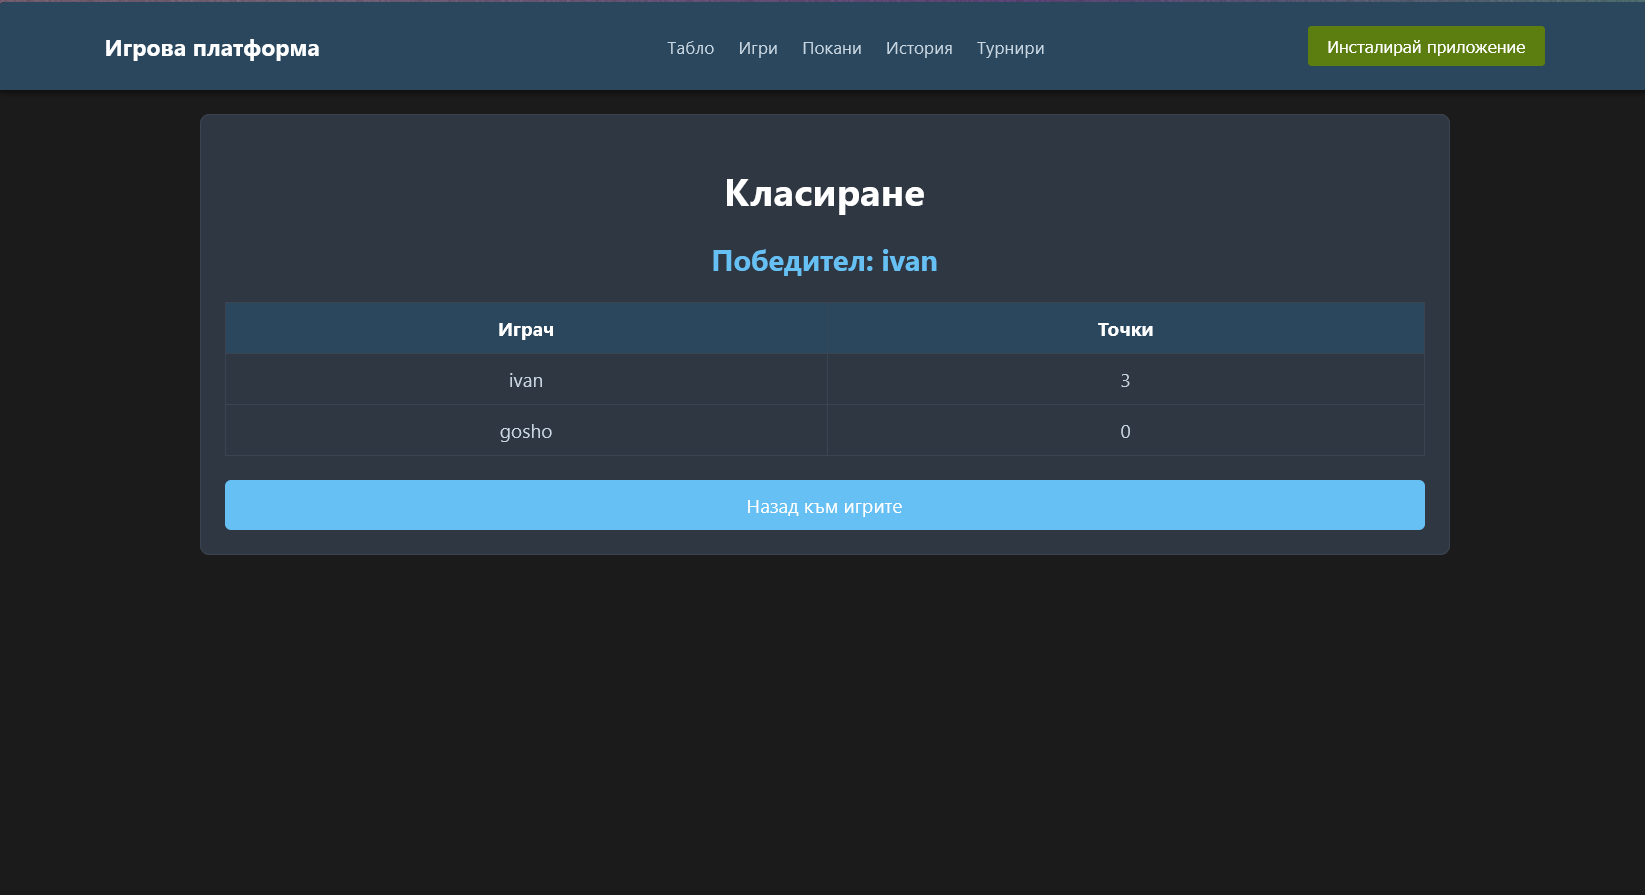 Игрова платформа
Табло Игри Покани История Турнири
Инсталирай приложение
Класиране
Победител: ivan
Играч Точки
ivan 3
gosho 0
Назад към игрите